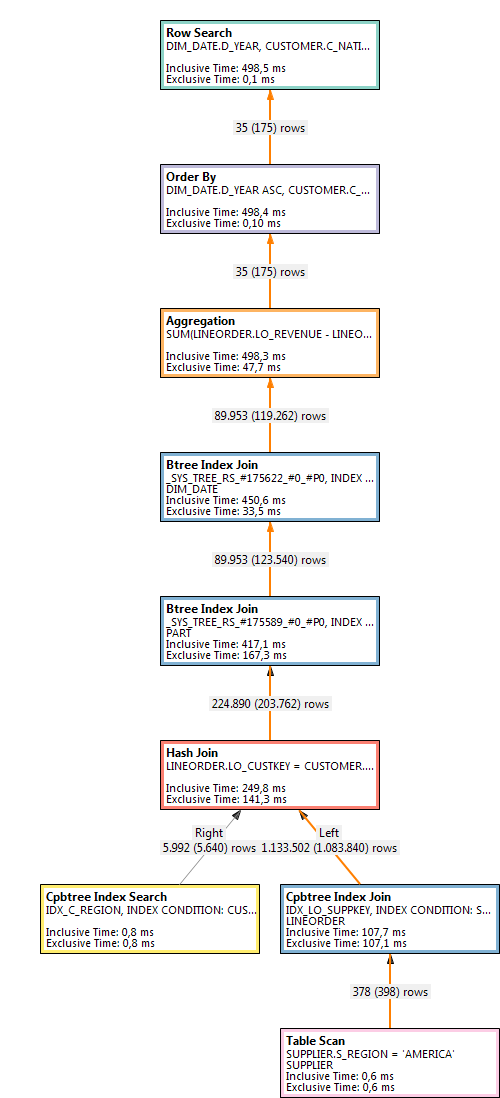 Row Search
DIM_DATE.D_YEAR, CUSTOMER.C_NATI...
Inclusive Time: 498,5 ms
Exclusive Time: 0,1 ms
35 (175) rows
Order By
DIM_DATE.D_YEAR ASC, CUSTOMER.C_...
Inclusive Time: 498,4 ms
Exclusive Time: 0,10 ms
35 (175) rows
Aggregation
SUM(LINEORDER.LO_REVENUE - LINEO...
Inclusive Time: 498,3 ms
Exclusive Time: 47,7 ms
89.953 (119.262) rows
Btree Index Join
_SYS_TREE_RS_#175622_#0_#P0, INDEX ...
DIM_DATE
Inclusive Time: 450,6 ms
Exclusive Time: 33,5 ms
89.953 (123.540) rows
Btree Index Join
_SYS_TREE_RS_#175589_#0_#P0, INDEX ...
PART
Inclusive Time: 417,1 ms
Exclusive Time: 167,3 ms
224.890 (203.762) rows
Hash Join
LINEORDER.LO_CUSTKEY = CUSTOMER....
Inclusive Time: 249,8 ms
Exclusive Time: 141,3 ms
Right
5.992 (5.640) rows
Left
1.133.502 (1.083.840) rows
Cpbtree Index Search
IDX_C_REGION, INDEX CONDITION: CUS...
Inclusive Time: 0,8 ms
Exclusive Time: 0,8 ms
Cpbtree Index Join
IDX_LO_SUPPKEY, INDEX CONDITION: S...
LINEORDER
Inclusive Time: 107,7 ms
Exclusive Time: 107,1 ms
378 (398) rows
Table Scan
SUPPLIER.S_REGION = 'AMERICA'
SUPPLIER
Inclusive Time: 0,6 ms
Exclusive Time: 0,6 ms